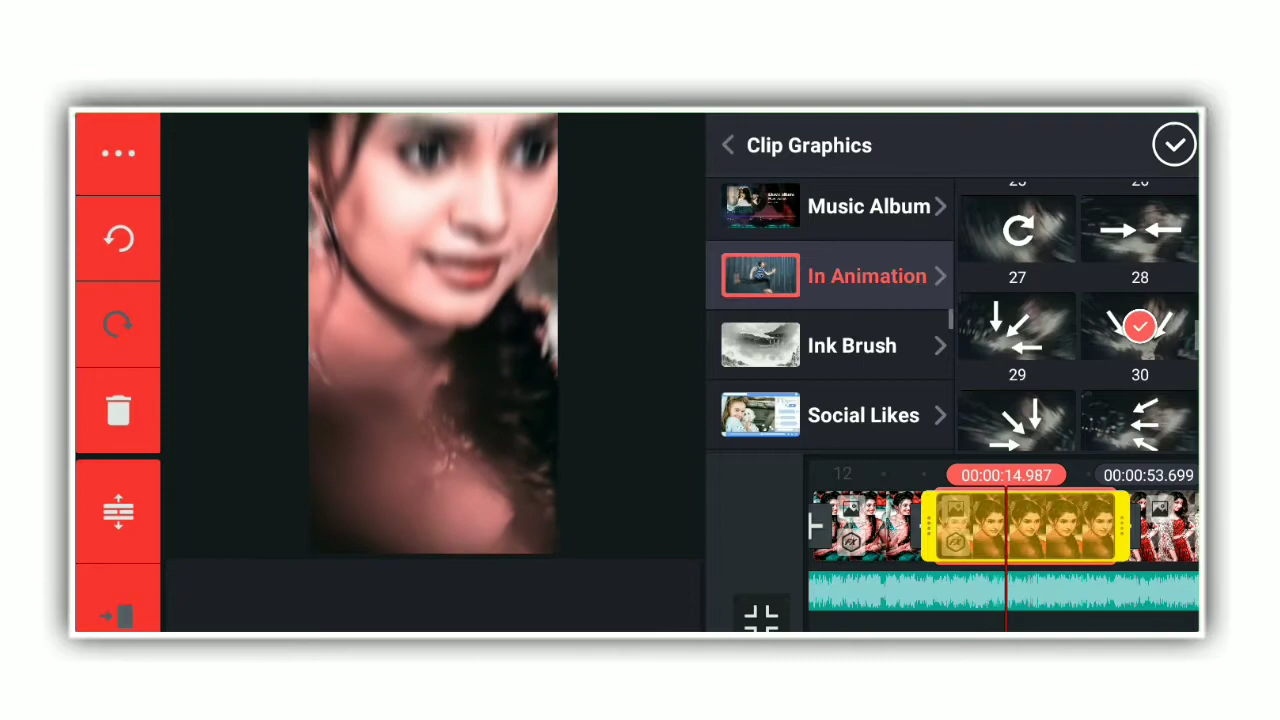 Clip Graphics
Music Album
In Animation
Ink Brush
Social Likes
27
28
29
30
12
00:00:14.987
00:00:53.699